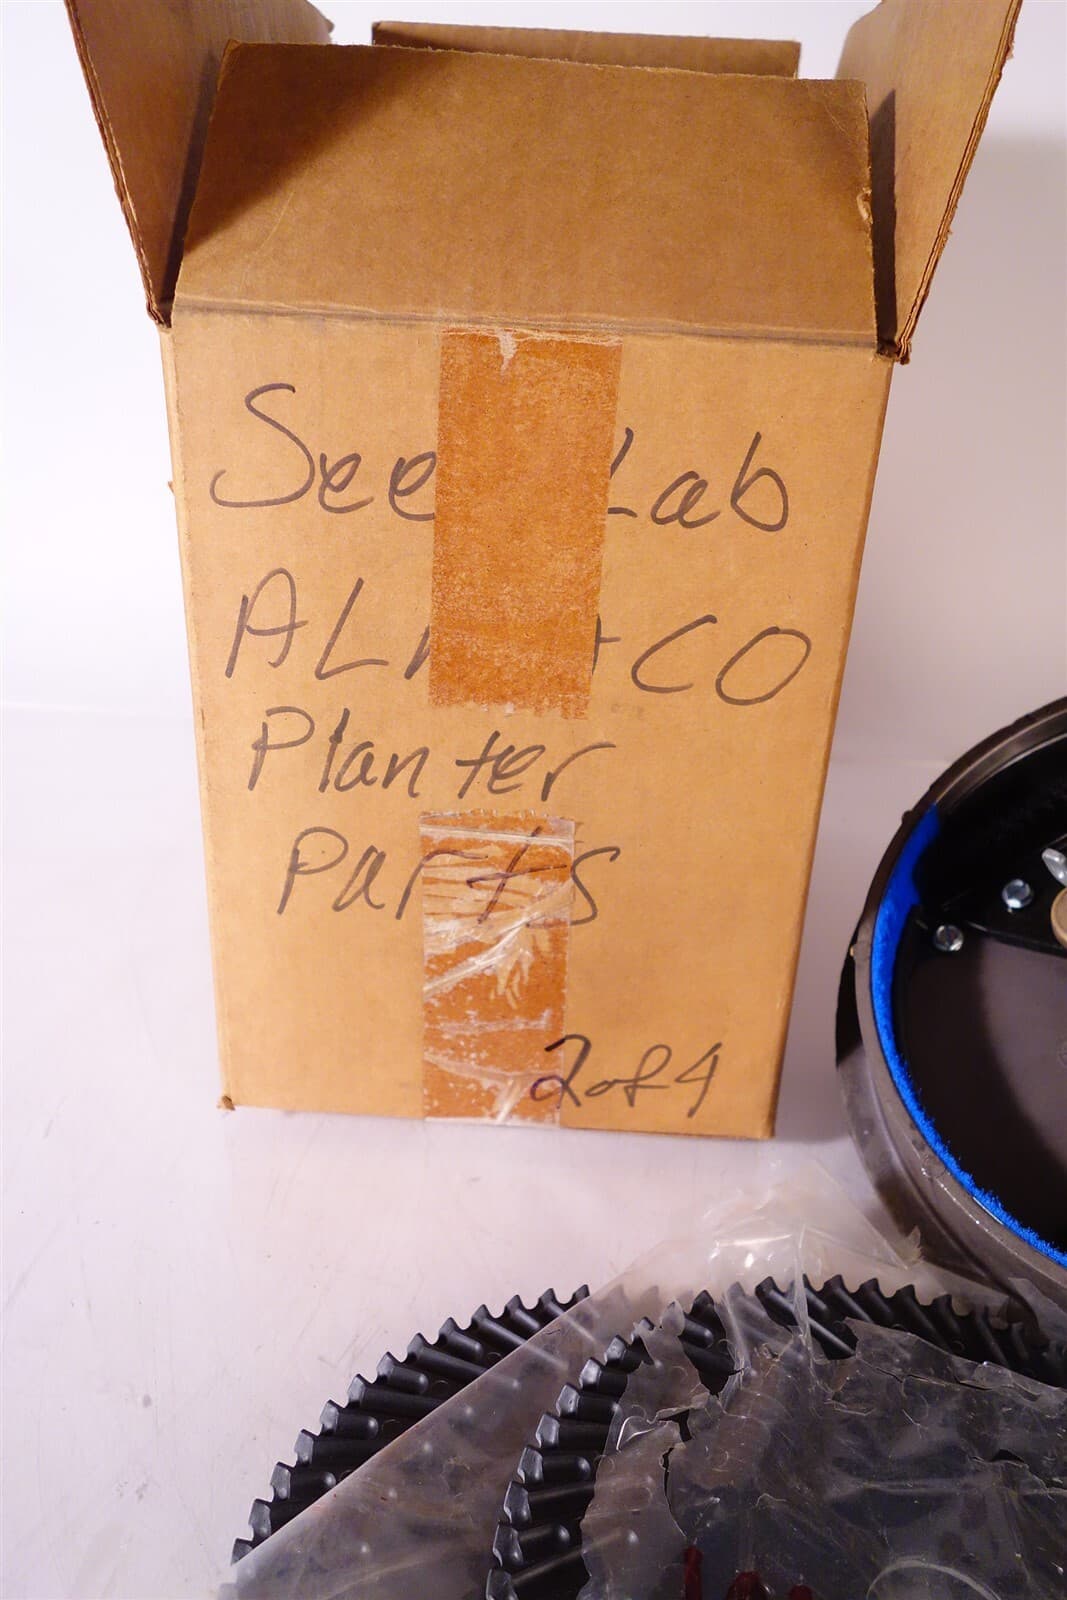 See Lab
AL CO
Planter
Parts
2 of 4